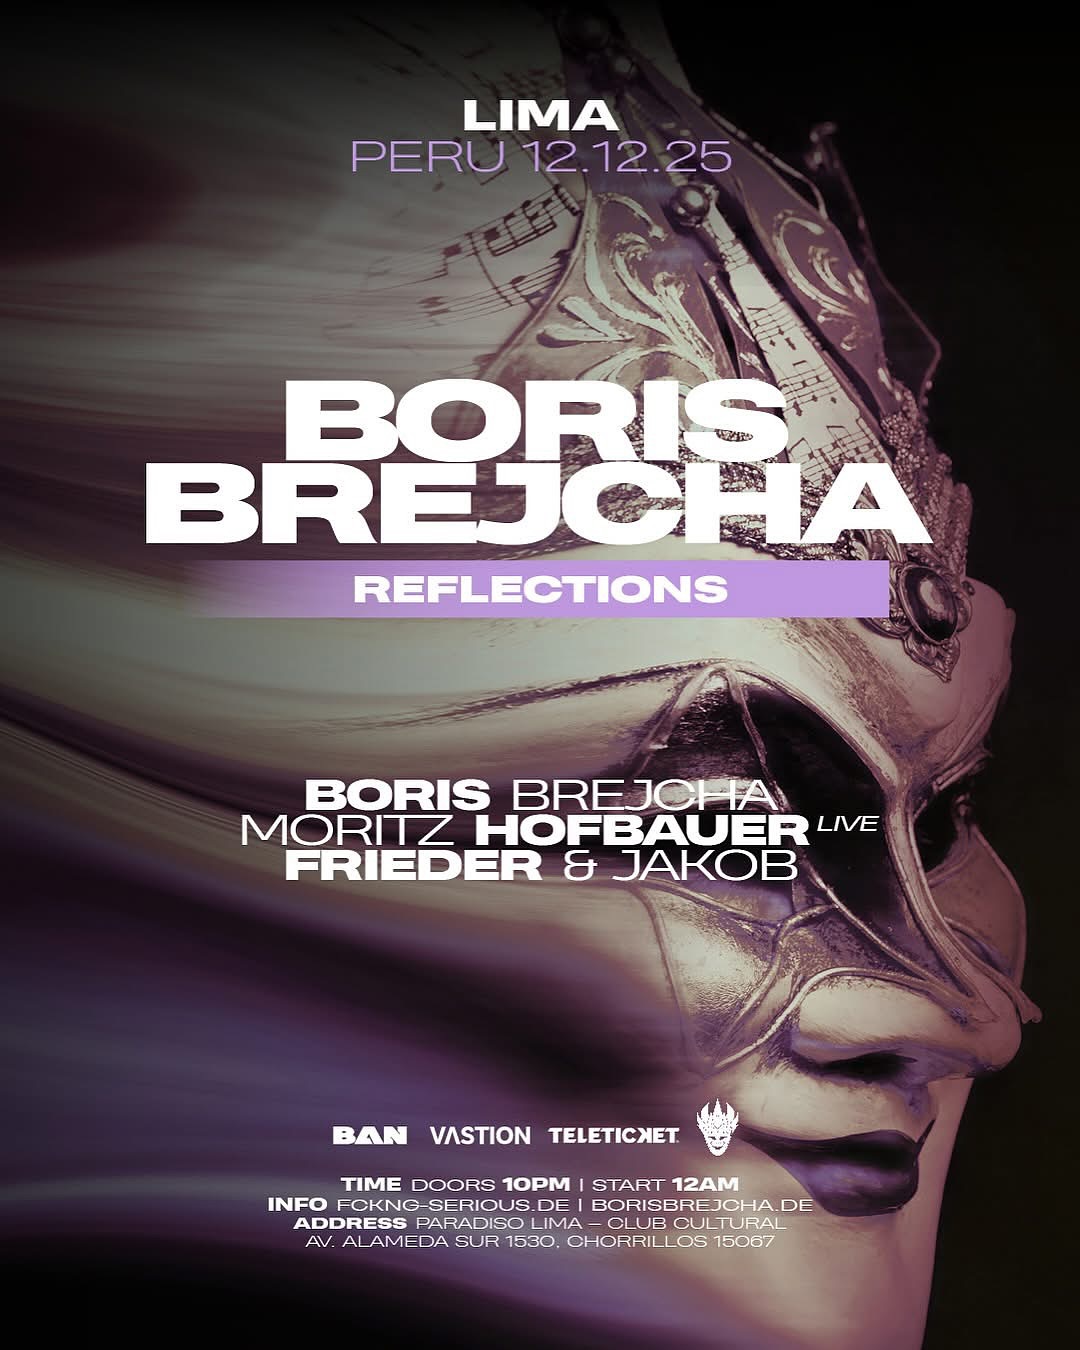 LIMA
PERU 12.12.25
BORIS
BREJCHA
REFLECTIONS
BORIS BREJCHA
MORITZ HOFBAUER LIVE
FRIEDER & JAKOB
BAN VASTION TELETICKET
TIME DOORS 10PM | START 12AM
INFO FCKNG-SERIOUS.DE | BORISBREJCHA.DE
ADDRESS PARADISO LIMA – CLUB CULTURAL
AV. ALAMEDA SUR 1530, CHORRILLOS 15067